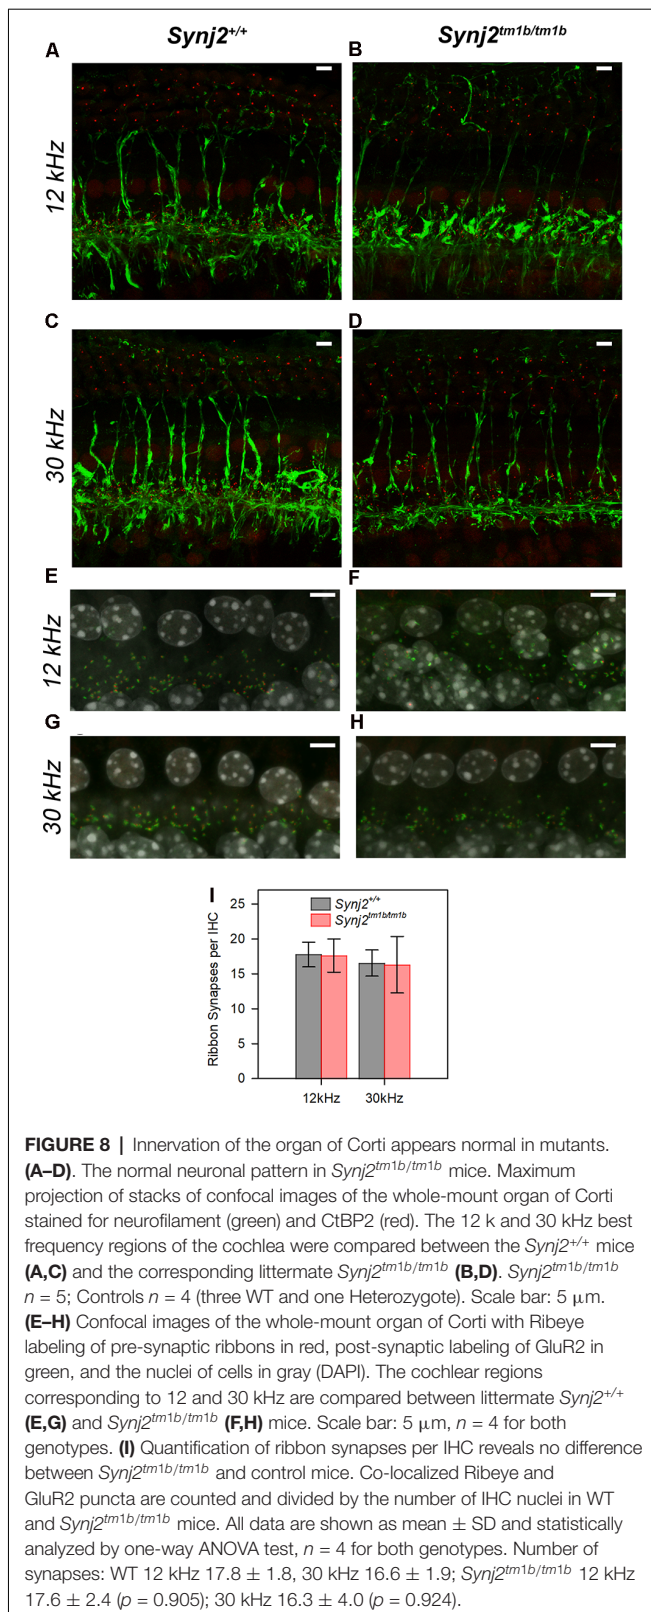 Synj2+/+ Synj2tm1b/tm1b
A B
12 kHz
C D
30 kHz
E F
12 kHz
G H
30 kHz
I
Synj2+/+
Synj2tm1b/tm1b
Ribbon Synapses per IHC
25
20
15
10
5
0
12kHz 30kHz
FIGURE 8 | Innervation of the organ of Corti appears normal in mutants.
(A–D). The normal neuronal pattern in Synj2tm1b/tm1b mice. Maximum
projection of stacks of confocal images of the whole-mount organ of Corti
stained for neurofilament (green) and CtBP2 (red). The 12 k and 30 kHz best
frequency regions of the cochlea were compared between the Synj2+/+ mice
(A,C) and the corresponding littermate Synj2tm1b/tm1b (B,D). Synj2tm1b/tm1b
n = 5; Controls n = 4 (three WT and one Heterozygote). Scale bar: 5 μm.
(E–H) Confocal images of the whole-mount organ of Corti with Ribeye
labeling of pre-synaptic ribbons in red, post-synaptic labeling of GluR2 in
green, and the nuclei of cells in gray (DAPI). The cochlear regions
corresponding to 12 and 30 kHz are compared between littermate Synj2+/+
(E,G) and Synj2tm1b/tm1b (F,H) mice. Scale bar: 5 μm, n = 4 for both
genotypes. (I) Quantification of ribbon synapses per IHC reveals no difference
between Synj2tm1b/tm1b and control mice. Co-localized Ribeye and
GluR2 puncta are counted and divided by the number of IHC nuclei in WT
and Synj2tm1b/tm1b mice. All data are shown as mean ± SD and statistically
analyzed by one-way ANOVA test, n = 4 for both genotypes. Number of
synapses: WT 12 kHz 17.8 ± 1.8, 30 kHz 16.6 ± 1.9; Synj2tm1b/tm1b 12 kHz
17.6 ± 2.4 (p = 0.905); 30 kHz 16.3 ± 4.0 (p = 0.924).